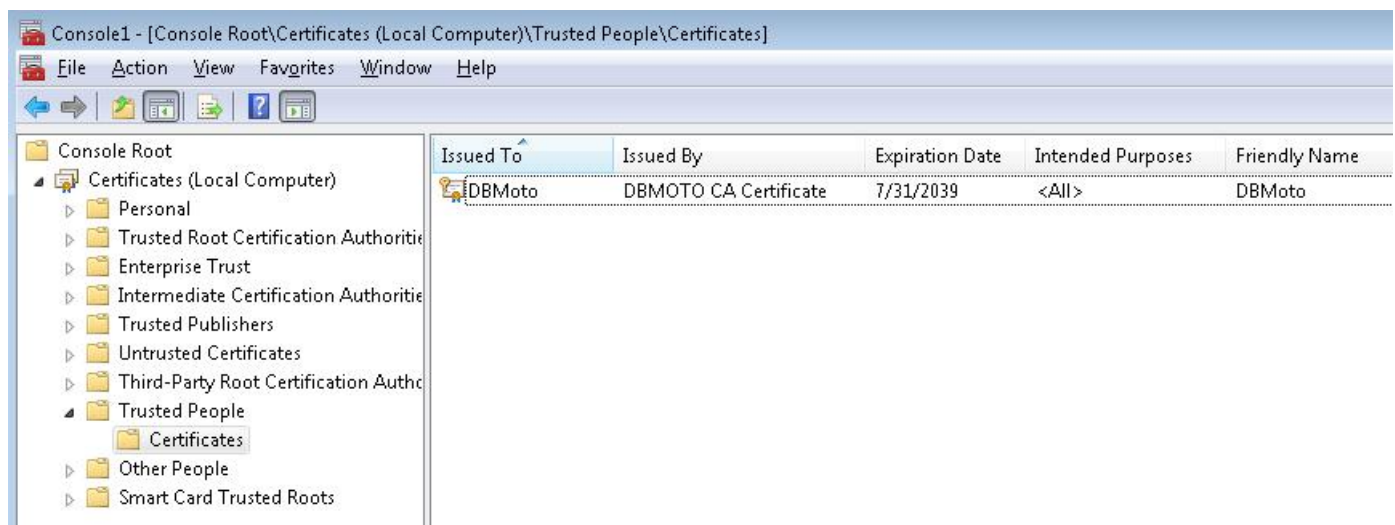 Console1 - [Console Root\Certificates (Local Computer)\Trusted People\Certificates]
File Action View Favorites Window Help
Console Root
Certificates (Local Computer)
Personal
Trusted Root Certification Authoritie
Enterprise Trust
Intermediate Certification Authoritie
Trusted Publishers
Untrusted Certificates
Third-Party Root Certification Autho
Trusted People
Certificates
Other People
Smart Card Trusted Roots
Issued To Issued By Expiration Date Intended Purposes Friendly Name
DBMoto DBMOTO CA Certificate 7/31/2039 <All> DBMoto